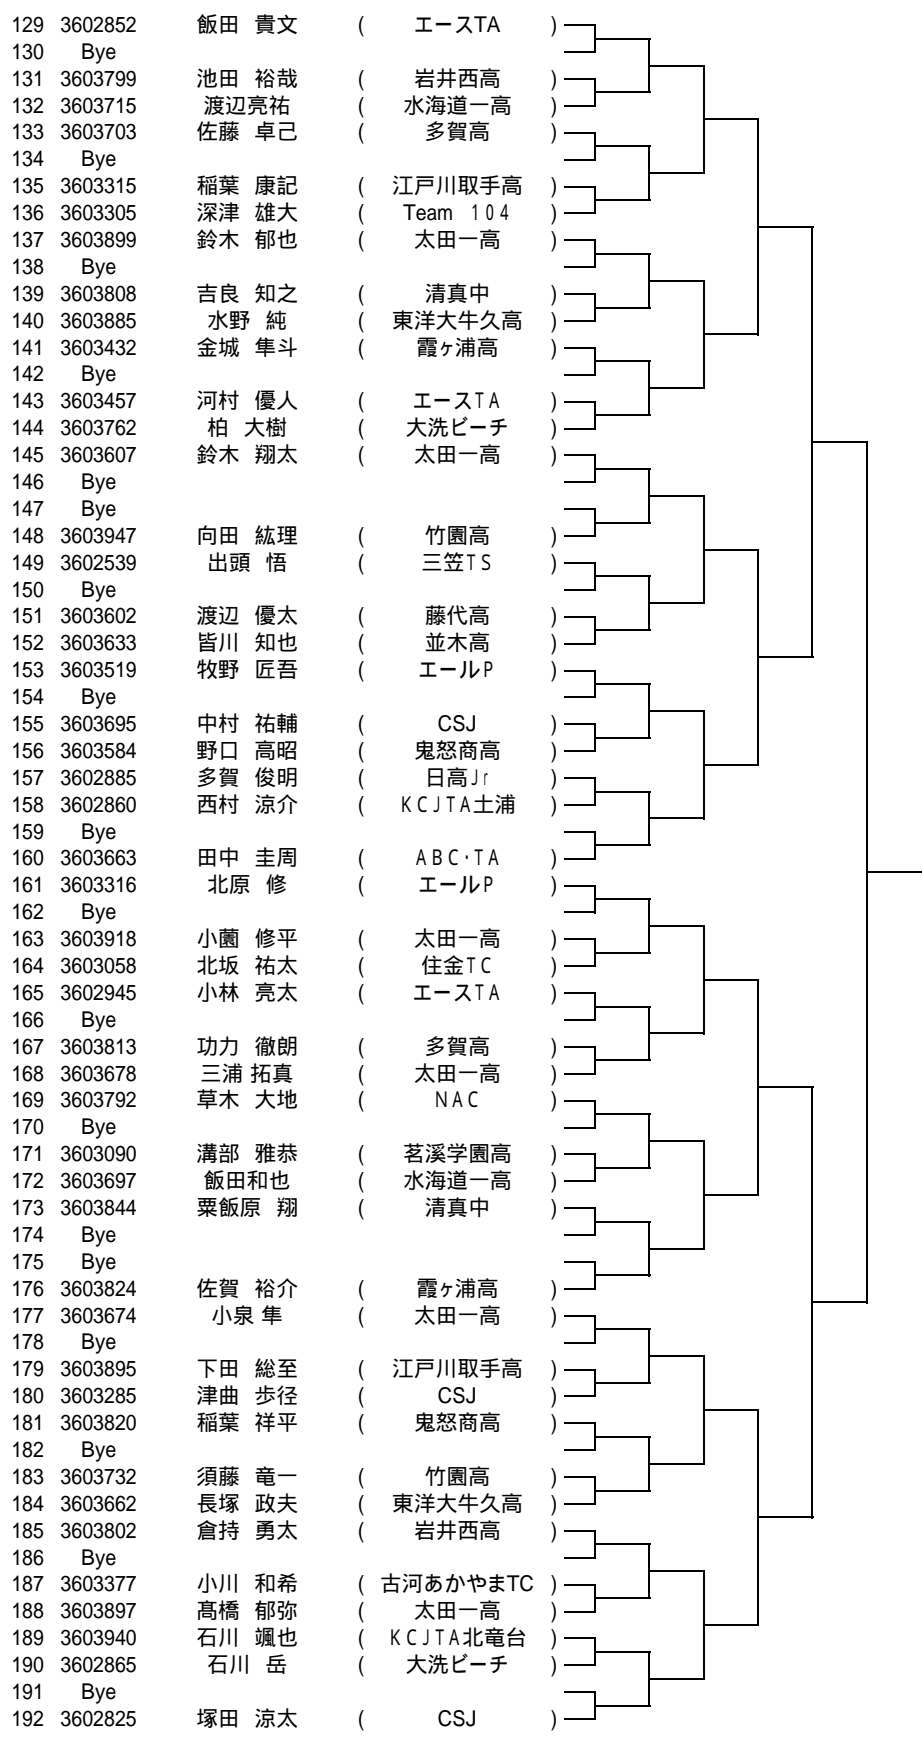 129 3602852 飯田 貴文 ( エースTA )
130 Bye
131 3603799 池田 裕哉 ( 岩井西高 )
132 3603715 渡辺亮祐 ( 水海道一高 )
133 3603703 佐藤 卓己 ( 多賀高 )
134 Bye
135 3603315 稲葉 康記 ( 江戸川取手高 )
136 3603305 深津 雄大 ( Team 104 )
137 3603899 鈴木 郁也 ( 太田一高 )
138 Bye
139 3603808 吉良 知之 ( 清真中 )
140 3603885 水野 純 ( 東洋大牛久高 )
141 3603432 金城 隼斗 ( 霞ヶ浦高 )
142 Bye
143 3603457 河村 優人 ( エースTA )
144 3603762 柏 大樹 ( 大洗ビーチ )
145 3603607 鈴木 翔太 ( 太田一高 )
146 Bye
147 Bye
148 3603947 向田 紘理 ( 竹園高 )
149 3602539 出頭 悟 ( 三笠TS )
150 Bye
151 3603602 渡辺 優太 ( 藤代高 )
152 3603633 皆川 知也 ( 並木高 )
153 3603519 牧野 匠吾 ( エールP )
154 Bye
155 3603695 中村 祐輔 ( CSJ )
156 3603584 野口 高昭 ( 鬼怒商高 )
157 3602885 多賀 俊明 ( 日高Jr )
158 3602860 西村 涼介 ( KCJTA土浦 )
159 Bye
160 3603663 田中 圭周 ( ABC･TA )
161 3603316 北原 修 ( エールP )
162 Bye
163 3603918 小薗 修平 ( 太田一高 )
164 3603058 北坂 祐太 ( 住金TC )
165 3602945 小林 亮太 ( エースTA )
166 Bye
167 3603813 功力 徹朗 ( 多賀高 )
168 3603678 三浦 拓真 ( 太田一高 )
169 3603792 草木 大地 ( NAC )
170 Bye
171 3603090 溝部 雅恭 ( 茗溪学園高 )
172 3603697 飯田和也 ( 水海道一高 )
173 3603844 粟飯原 翔 ( 清真中 )
174 Bye
175 Bye
176 3603824 佐賀 裕介 ( 霞ヶ浦高 )
177 3603674 小泉 隼 ( 太田一高 )
178 Bye
179 3603895 下田 総至 ( 江戸川取手高 )
180 3603285 津曲 歩径 ( CSJ )
181 3603820 稲葉 祥平 ( 鬼怒商高 )
182 Bye
183 3603732 須藤 竜一 ( 竹園高 )
184 3603662 長塚 政夫 ( 東洋大牛久高 )
185 3603802 倉持 勇太 ( 岩井西高 )
186 Bye
187 3603377 小川 和希 ( 古河あかやまTC )
188 3603897 髙橋 郁弥 ( 太田一高 )
189 3603940 石川 颯也 ( KCJTA北竜台 )
190 3602865 石川 岳 ( 大洗ビーチ )
191 Bye
192 3602825 塚田 涼太 ( CSJ )